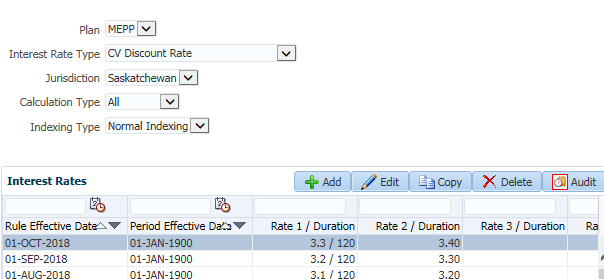 Plan MEPP
Interest Rate Type CV Discount Rate
Jurisdiction Saskatchewan
Calculation Type All
Indexing Type Normal Indexing
Interest Rates Add Edit Copy Delete Audit
Rule Effective Date Period Effective Date Rate 1 / Duration Rate 2 / Duration Rate 3 / Duration
01-OCT-2018 01-JAN-1900 3.3 / 120 3.40
01-SEP-2018 01-JAN-1900 3.2 / 120 3.30
01-AUG-2018 01-JAN-1900 3.1 / 120 3.20